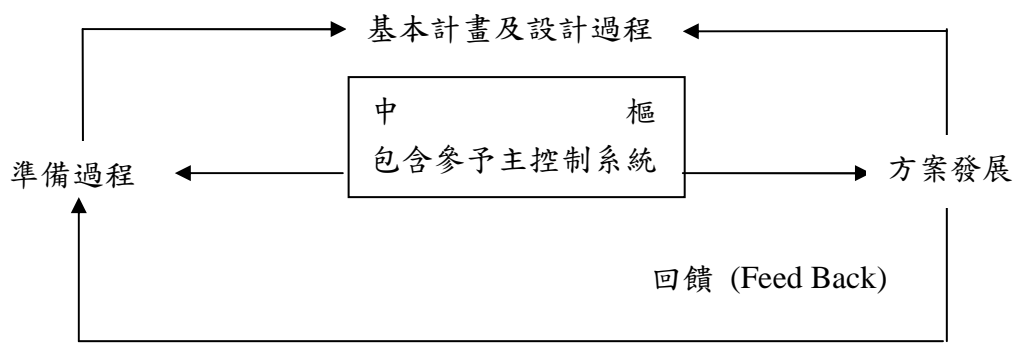 基本計畫及設計過程
中 樞
包含參予主控制系統
準備過程
方案發展
回饋 (Feed Back)